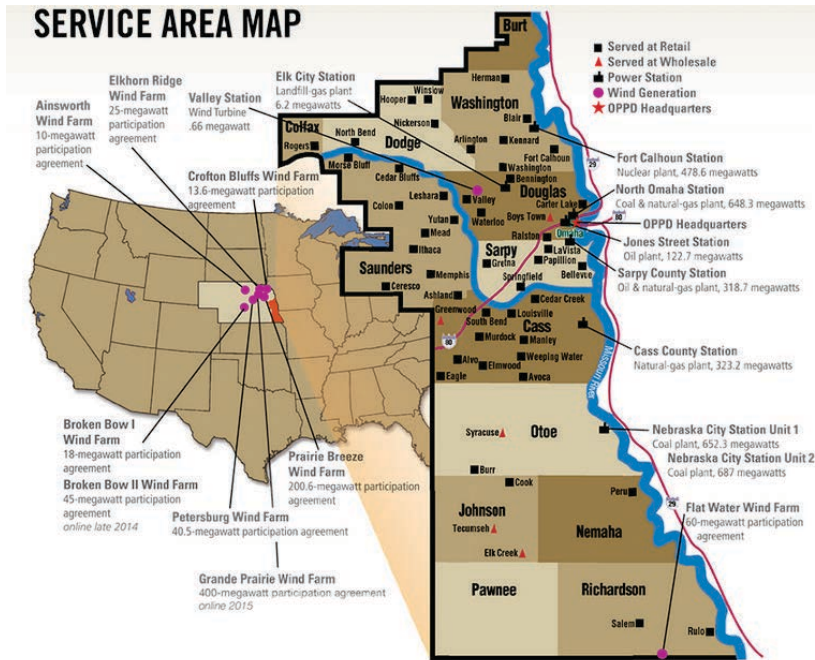 SERVICE AREA MAP
Served at Retail
Served at Wholesale
Power Station
Wind Generation
OPPD Headquarters
Ainsworth
Wind Farm
10-megawatt
participation
agreement
Elkhorn Ridge
Wind Farm
25-megawatt
participation
agreement
Valley Station
Wind Turbine
.66 megawatts
Elk City Station
Landfill-gas plant
6.2 megawatts
Crofton Bluffs Wind Farm
13.6-megawatt participation
agreement
Broken Bow I
Wind Farm
18-megawatt participation
agreement
Broken Bow II Wind Farm
45-megawatt participation
agreement
online late 2014
Prairie Breeze
Wind Farm
200.6-megawatt participation
agreement
Petersburg Wind Farm
40.5-megawatt participation agreement
Grande Prairie Wind Farm
400-megawatt participation agreement
online 2015
Burt
Herman
Washington
Blair
Kennard
Arlington
Fort Calhoun
Washington
Bennington
Winslow
Hooper
Nickerson
Dodge
North Bend
Colfax
Rogers
Morse Bluff
Cedar Bluffs
Leshara
Colon
Yutan
Mead
Ithaca
Saunders
Memphis
Ceresco
Ashland
Douglas
Valley
Waterloo
Carter Lake
Boys Town
Ralston
Omaha
Sarpy
Gretna
LaVista
Papillion
Bellevue
Springfield
Cedar Creek
Greenwood
South Bend
Louisville
Cass
Murdock
Manley
Alvo
Weeping Water
Elmwood
Eagle
Avoca
Missouri River
Otoe
Syracuse
Burr
Cook
Johnson
Tecumseh
Elk Creek
Peru
Nemaha
Pawnee
Richardson
Salem
Rulo
29
80
80
29
Fort Calhoun Station
Nuclear plant, 478.6 megawatts
North Omaha Station
Coal & natural-gas plant, 648.3 megawatts
OPPD Headquarters
Jones Street Station
Oil plant, 122.7 megawatts
Sarpy County Station
Oil & natural-gas plant, 318.7 megawatts
Cass County Station
Natural-gas plant, 323.2 megawatts
Nebraska City Station Unit 1
Coal plant, 652.3 megawatts
Nebraska City Station Unit 2
Coal plant, 687 megawatts
Flat Water Wind Farm
60-megawatt participation
agreement